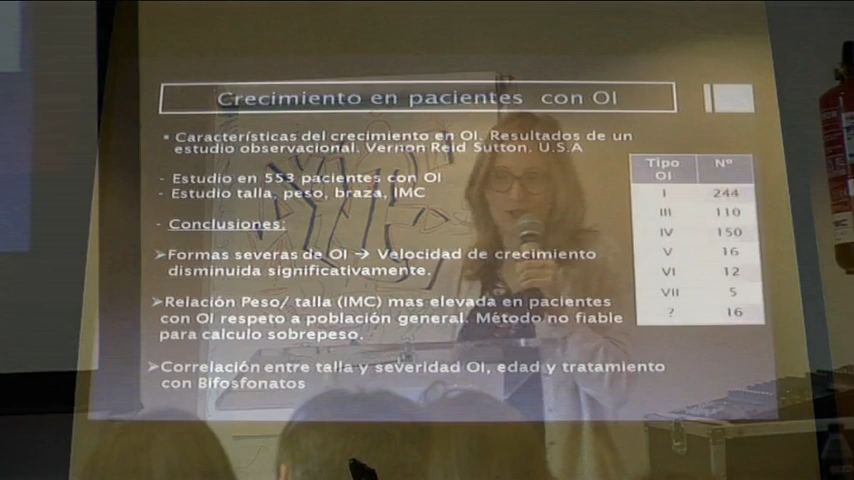 Crecimiento en pacientes con OI
▪ Características del crecimiento en OI. Resultados de un
estudio observacional. Vernon Reid Sutton. U.S.A
- Estudio en 553 pacientes con OI
- Estudio talla, peso, braza, IMC
- Conclusiones:
➢Formas severas de OI → Velocidad de crecimiento
disminuida significativamente.
➢Relación Peso/ talla (IMC) mas elevada en pacientes
con OI respeto a población general. Método no fiable
para calculo sobrepeso.
➢Correlación entre talla y severidad OI, edad y tratamiento
con Bifosfonatos
Tipo OI Nº
I 244
III 110
IV 150
V 16
VI 12
VII 5
? 16